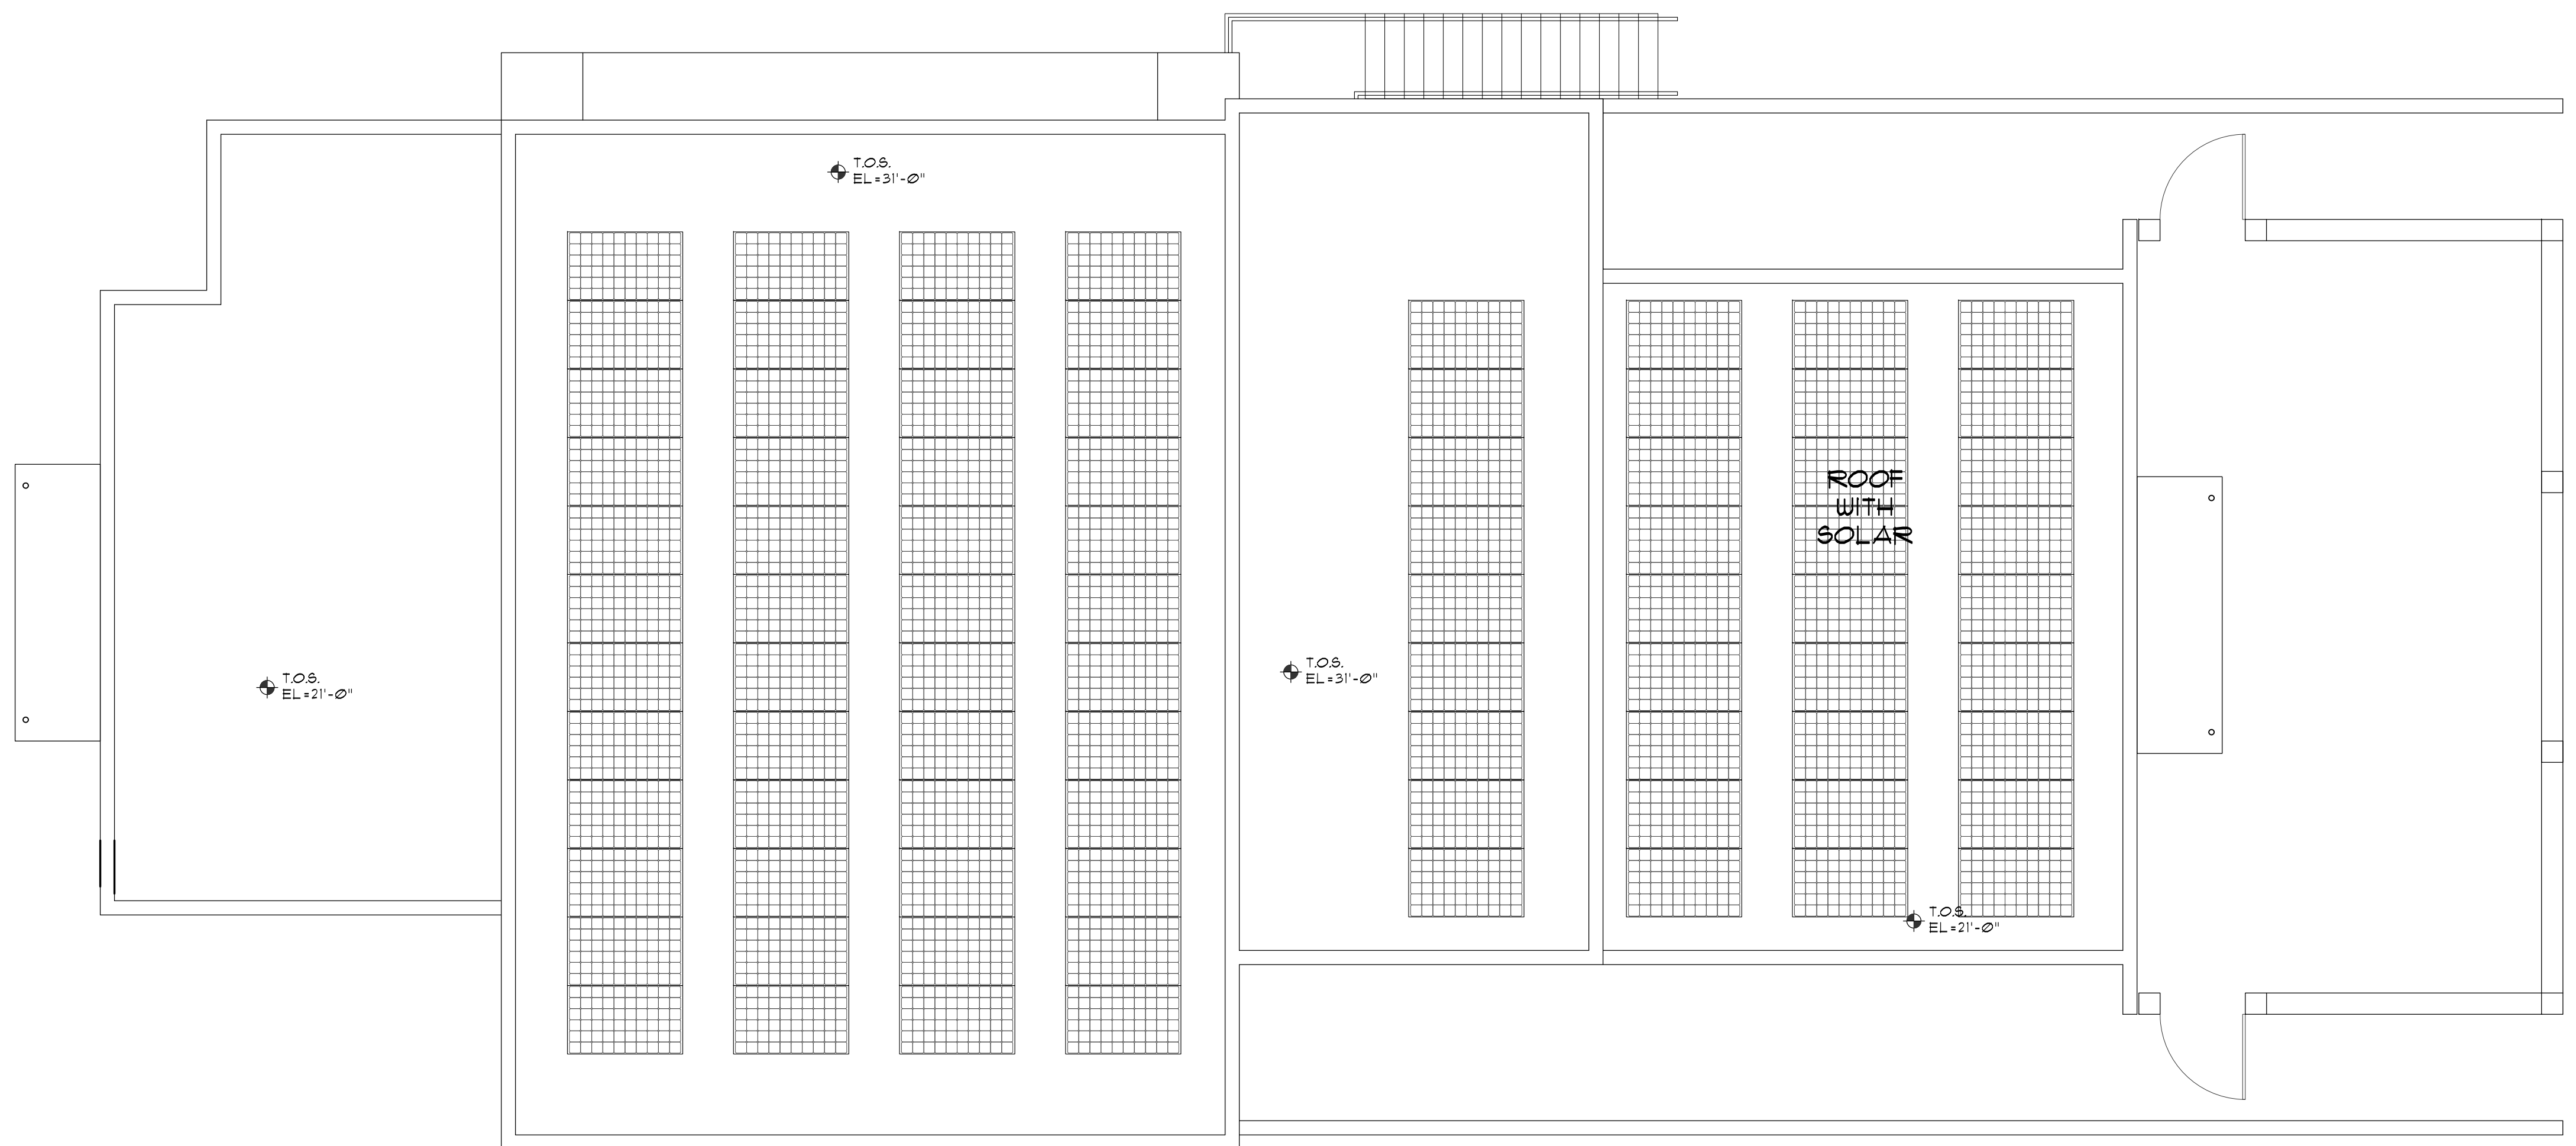 T.O.S.
EL=31'-0"
ROOF
WITH
SOLAR
T.O.S.
EL=31'-0"
T.O.S.
EL=21'-0"
T.O.S.
EL=21'-0"